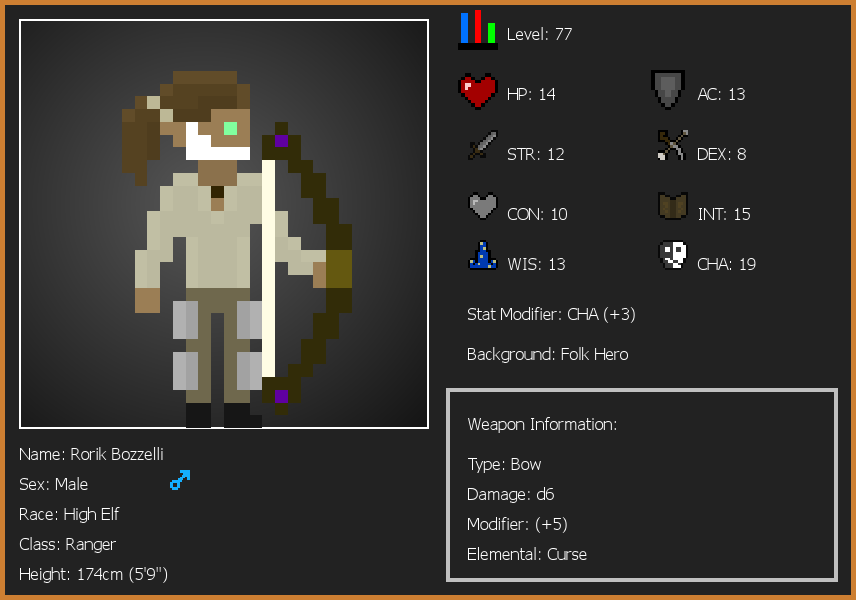 Level: 77
HP: 14
AC: 13
STR: 12
DEX: 8
CON: 10
INT: 15
WIS: 13
CHA: 19
Stat Modifier: CHA (+3)
Background: Folk Hero
Weapon Information:
Type: Bow
Damage: d6
Modifier: (+5)
Elemental: Curse
Name: Rorik Bozzelli
Sex: Male
Race: High Elf
Class: Ranger
Height: 174cm (5'9")